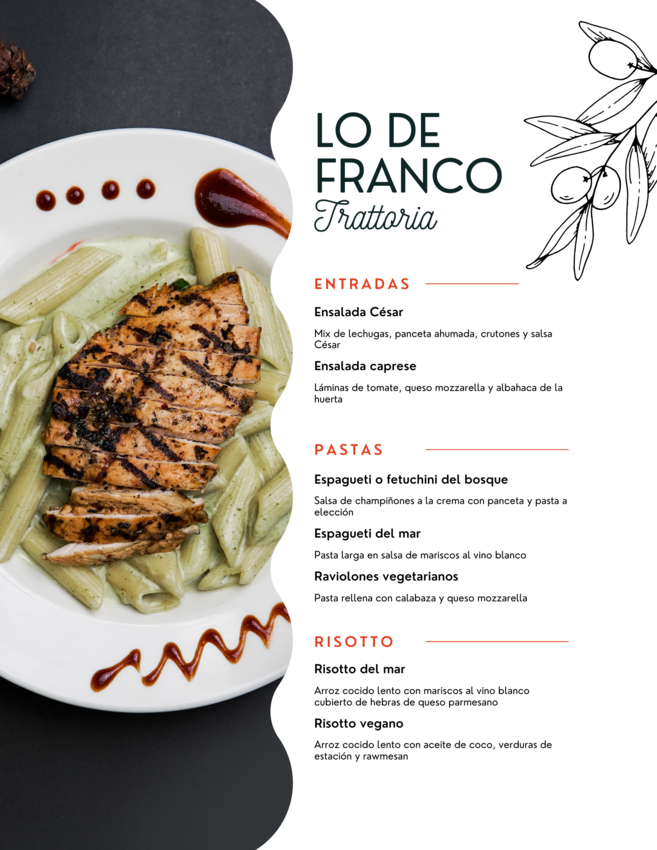 LO DE
FRANCO
Trattoria
ENTRADAS
Ensalada César
Mix de lechugas, panceta ahumada, crutones y salsa
César
Ensalada caprese
Láminas de tomate, queso mozzarella y albahaca de la
huerta
PASTAS
Espagueti o fetuchini del bosque
Salsa de champiñones a la crema con panceta y pasta a
elección
Espagueti del mar
Pasta larga en salsa de mariscos al vino blanco
Raviolones vegetarianos
Pasta rellena con calabaza y queso mozzarella
RISOTTO
Risotto del mar
Arroz cocido lento con mariscos al vino blanco
cubierto de hebras de queso parmesano
Risotto vegano
Arroz cocido lento con aceite de coco, verduras de
estación y rawmesan